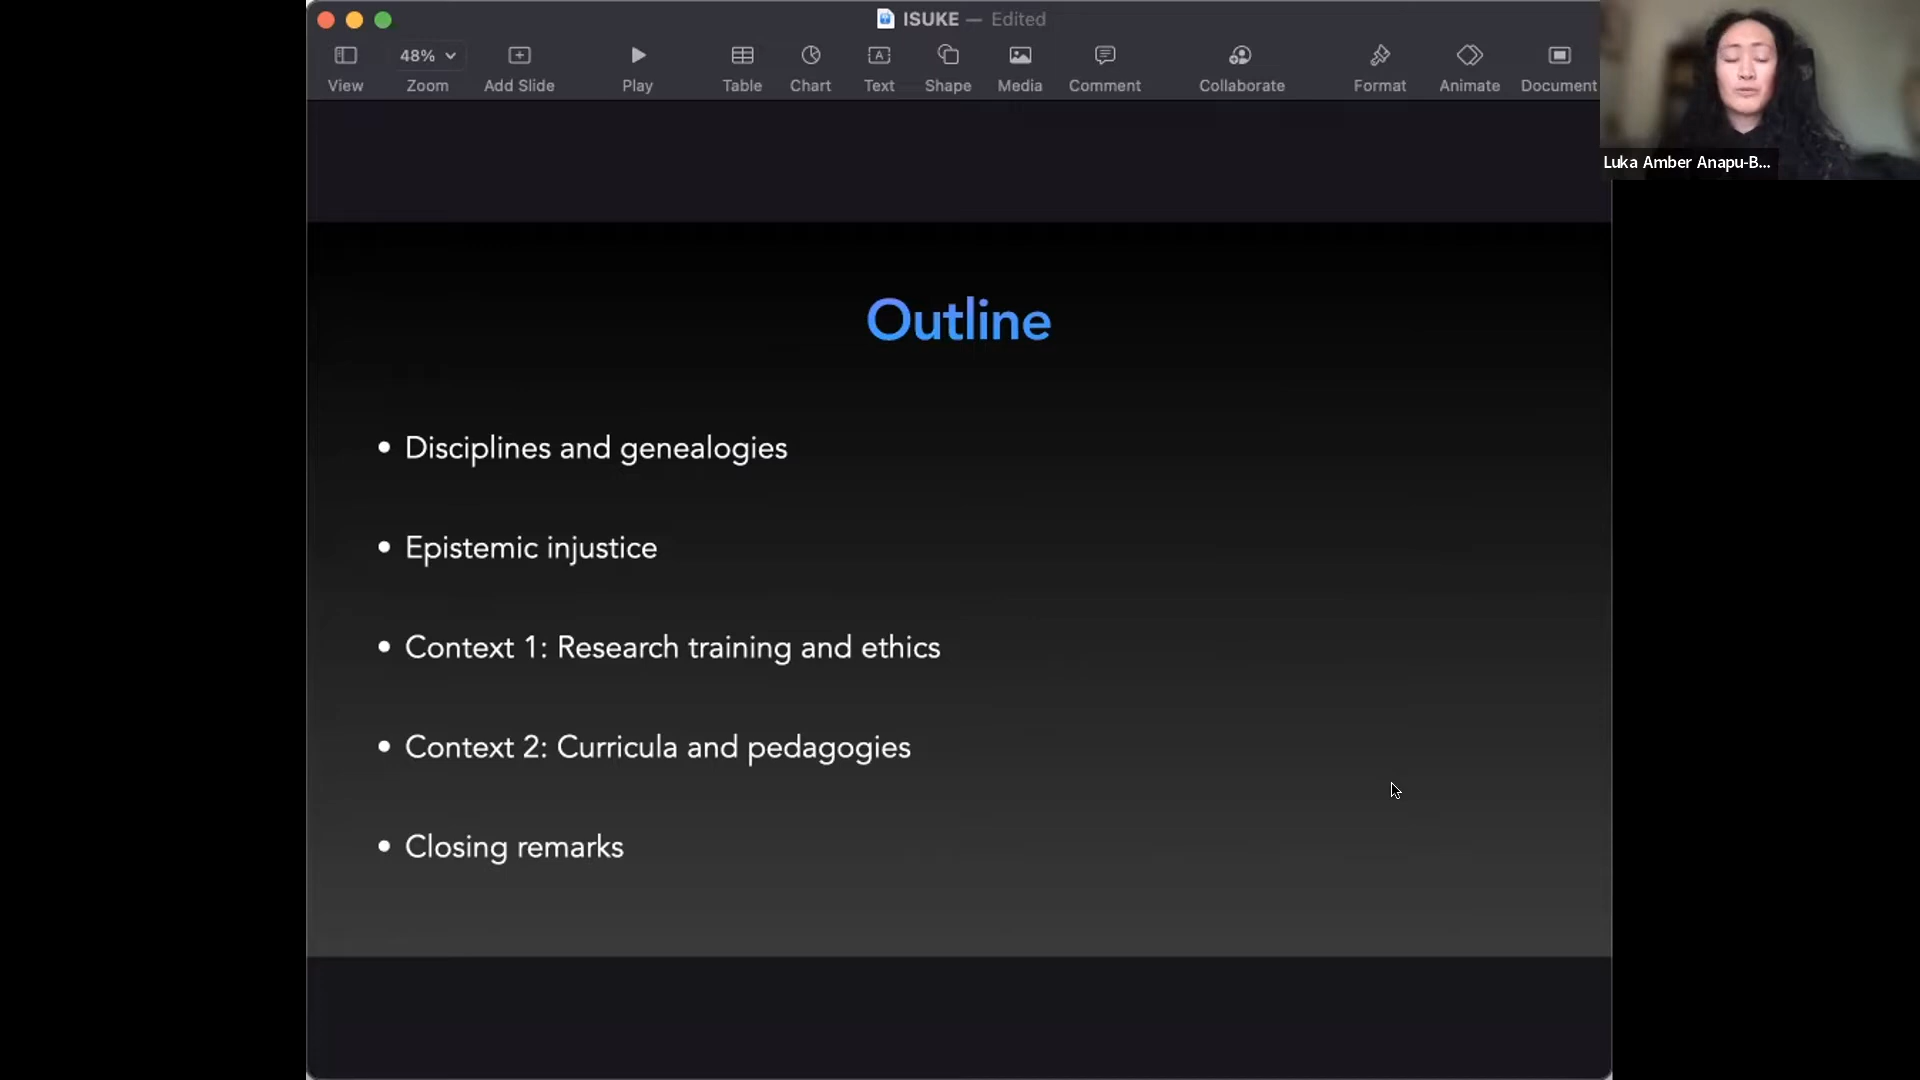 ISUKE — Edited
48%
View
Zoom
Add Slide
Play
Table
Chart
Text
Shape
Media
Comment
Collaborate
Format
Animate
Document
Luka Amber Anapu-B...
Outline
• Disciplines and genealogies
• Epistemic injustice
• Context 1: Research training and ethics
• Context 2: Curricula and pedagogies
• Closing remarks